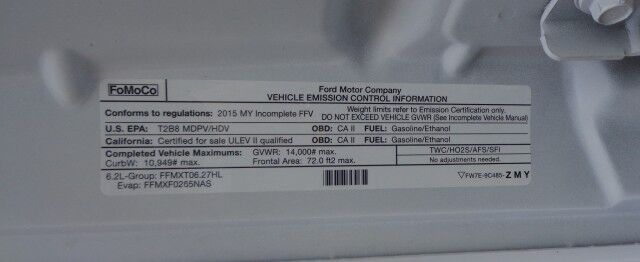 FoMoCo
Ford Motor Company
VEHICLE EMISSION CONTROL INFORMATION
Conforms to regulations: 2015 MY Incomplete FFV
Weight limits refer to Emission Certification only.
DO NOT EXCEED VEHICLE GVWR (See Incomplete Vehicle Manual)
U.S. EPA: T2B8 MDPV/HDV OBD: CA II FUEL: Gasoline/Ethanol
California: Certified for sale ULEV II qualified OBD: CA II FUEL: Gasoline/Ethanol
Completed Vehicle Maximums: GVWR: 14,000# max.
CurbW: 10,949# max. Frontal Area: 72.0 ft2 max.
TWC/HO2S/AFS/SFI
6.2L-Group: FFMXT06.27HL
Evap: FFMXF0265NAS
▽FW7E-9C485-ZMY